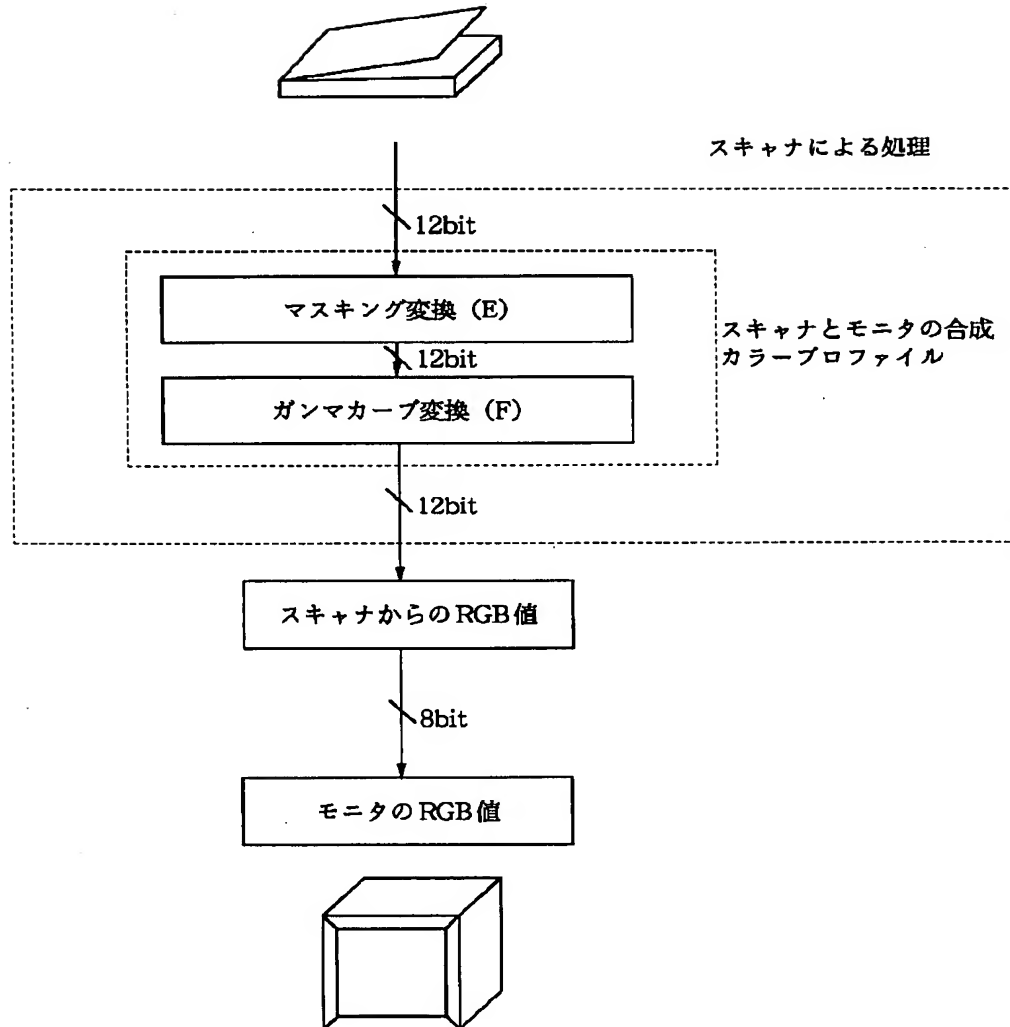 スキャナによる処理
12bit
マスキング変換 (E)
スキャナとモニタの合成
カラープロファイル
12bit
ガンマカーブ変換 (F)
12bit
スキャナからのRGB値
8bit
モニタのRGB値